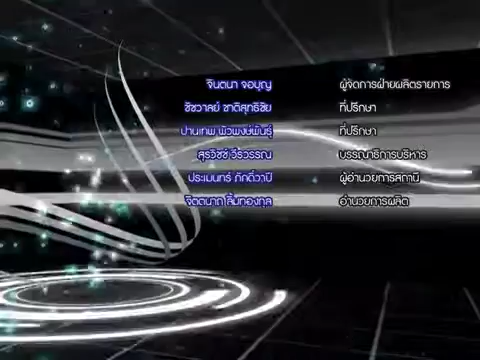 จินตนา จอบุญ ผู้จัดการฝ่ายผลิตรายการ
ชัชวาลย์ ชาติสุทธิชัย ที่ปรึกษา
ปานเทพ พัวพงษ์พันธุ์ ที่ปรึกษา
สุรวิชช์ วีรวรรณ บรรณาธิการบริหาร
ประเมนทร์ ภักดิ์วาปี ผู้อำนวยการสถานี
จิตตนาถ ลิ้มทองกุล อำนวยการผลิต